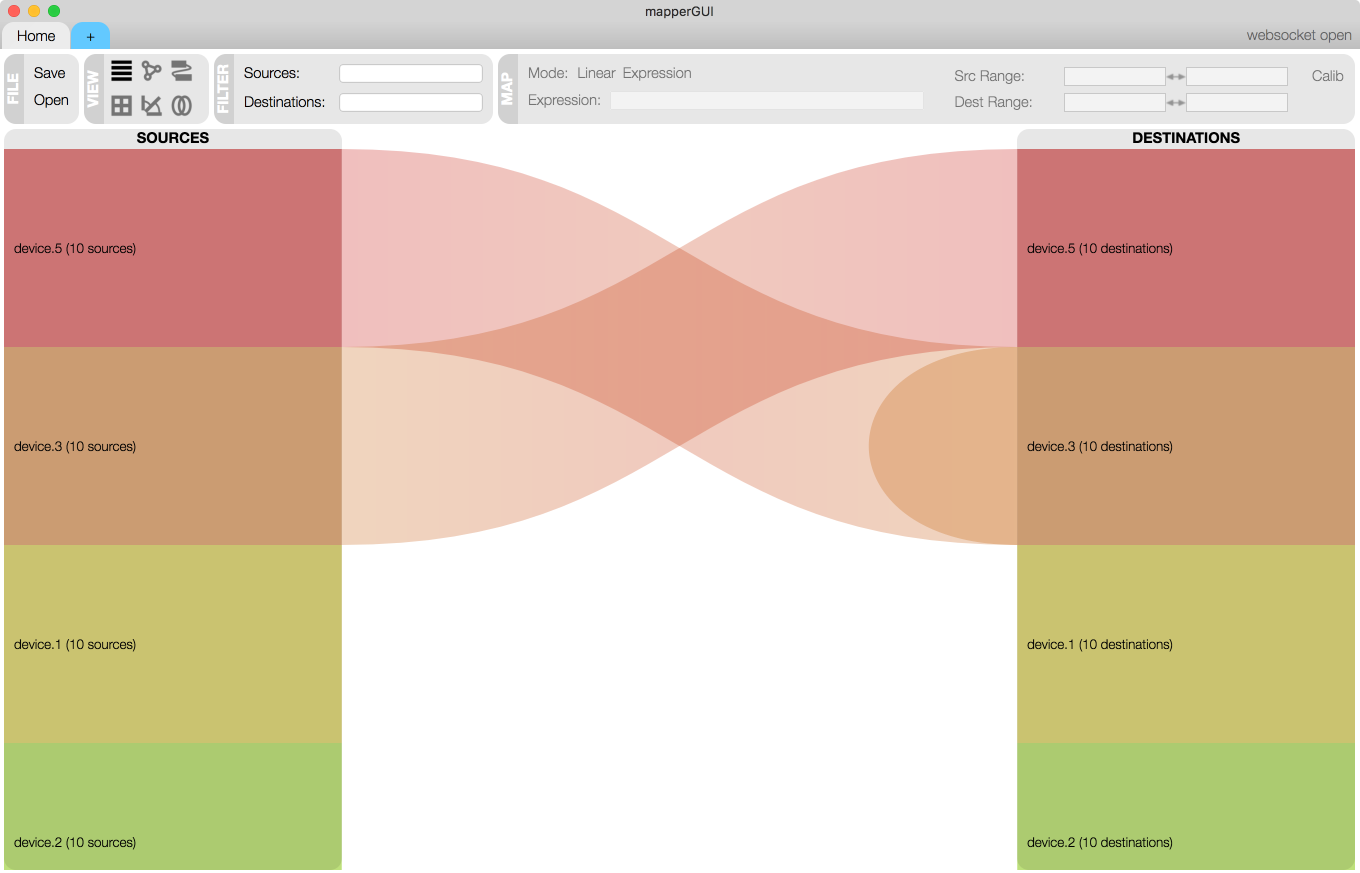 mapperGUI
Home
+
websocket open
FILE
Save
Open
VIEW
FILTER
Sources:
Destinations:
MAP
Mode: Linear Expression
Expression:
Src Range:
Dest Range:
Calib
SOURCES
device.5 (10 sources)
device.3 (10 sources)
device.1 (10 sources)
device.2 (10 sources)
DESTINATIONS
device.5 (10 destinations)
device.3 (10 destinations)
device.1 (10 destinations)
device.2 (10 destinations)